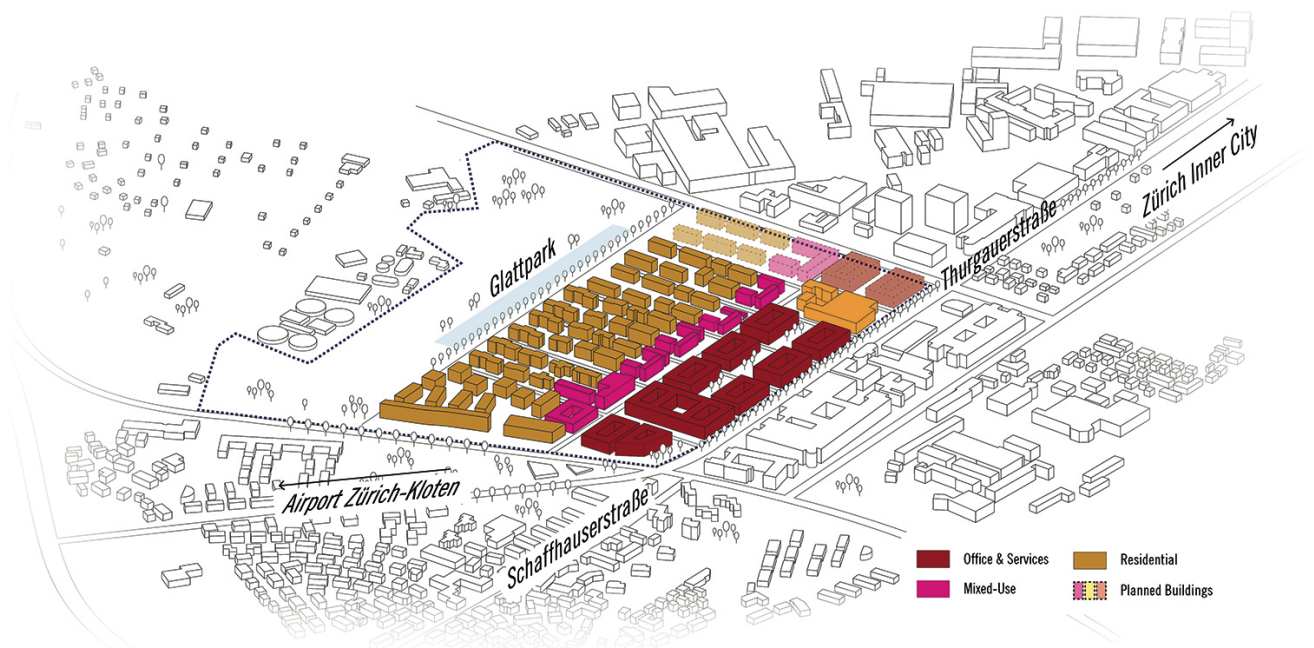 Glattpark
Thurgauerstraße
Zürich Inner City
Airport Zürich-Kloten
Schaffhauserstraße
Office & Services
Residential
Mixed-Use
Planned Buildings